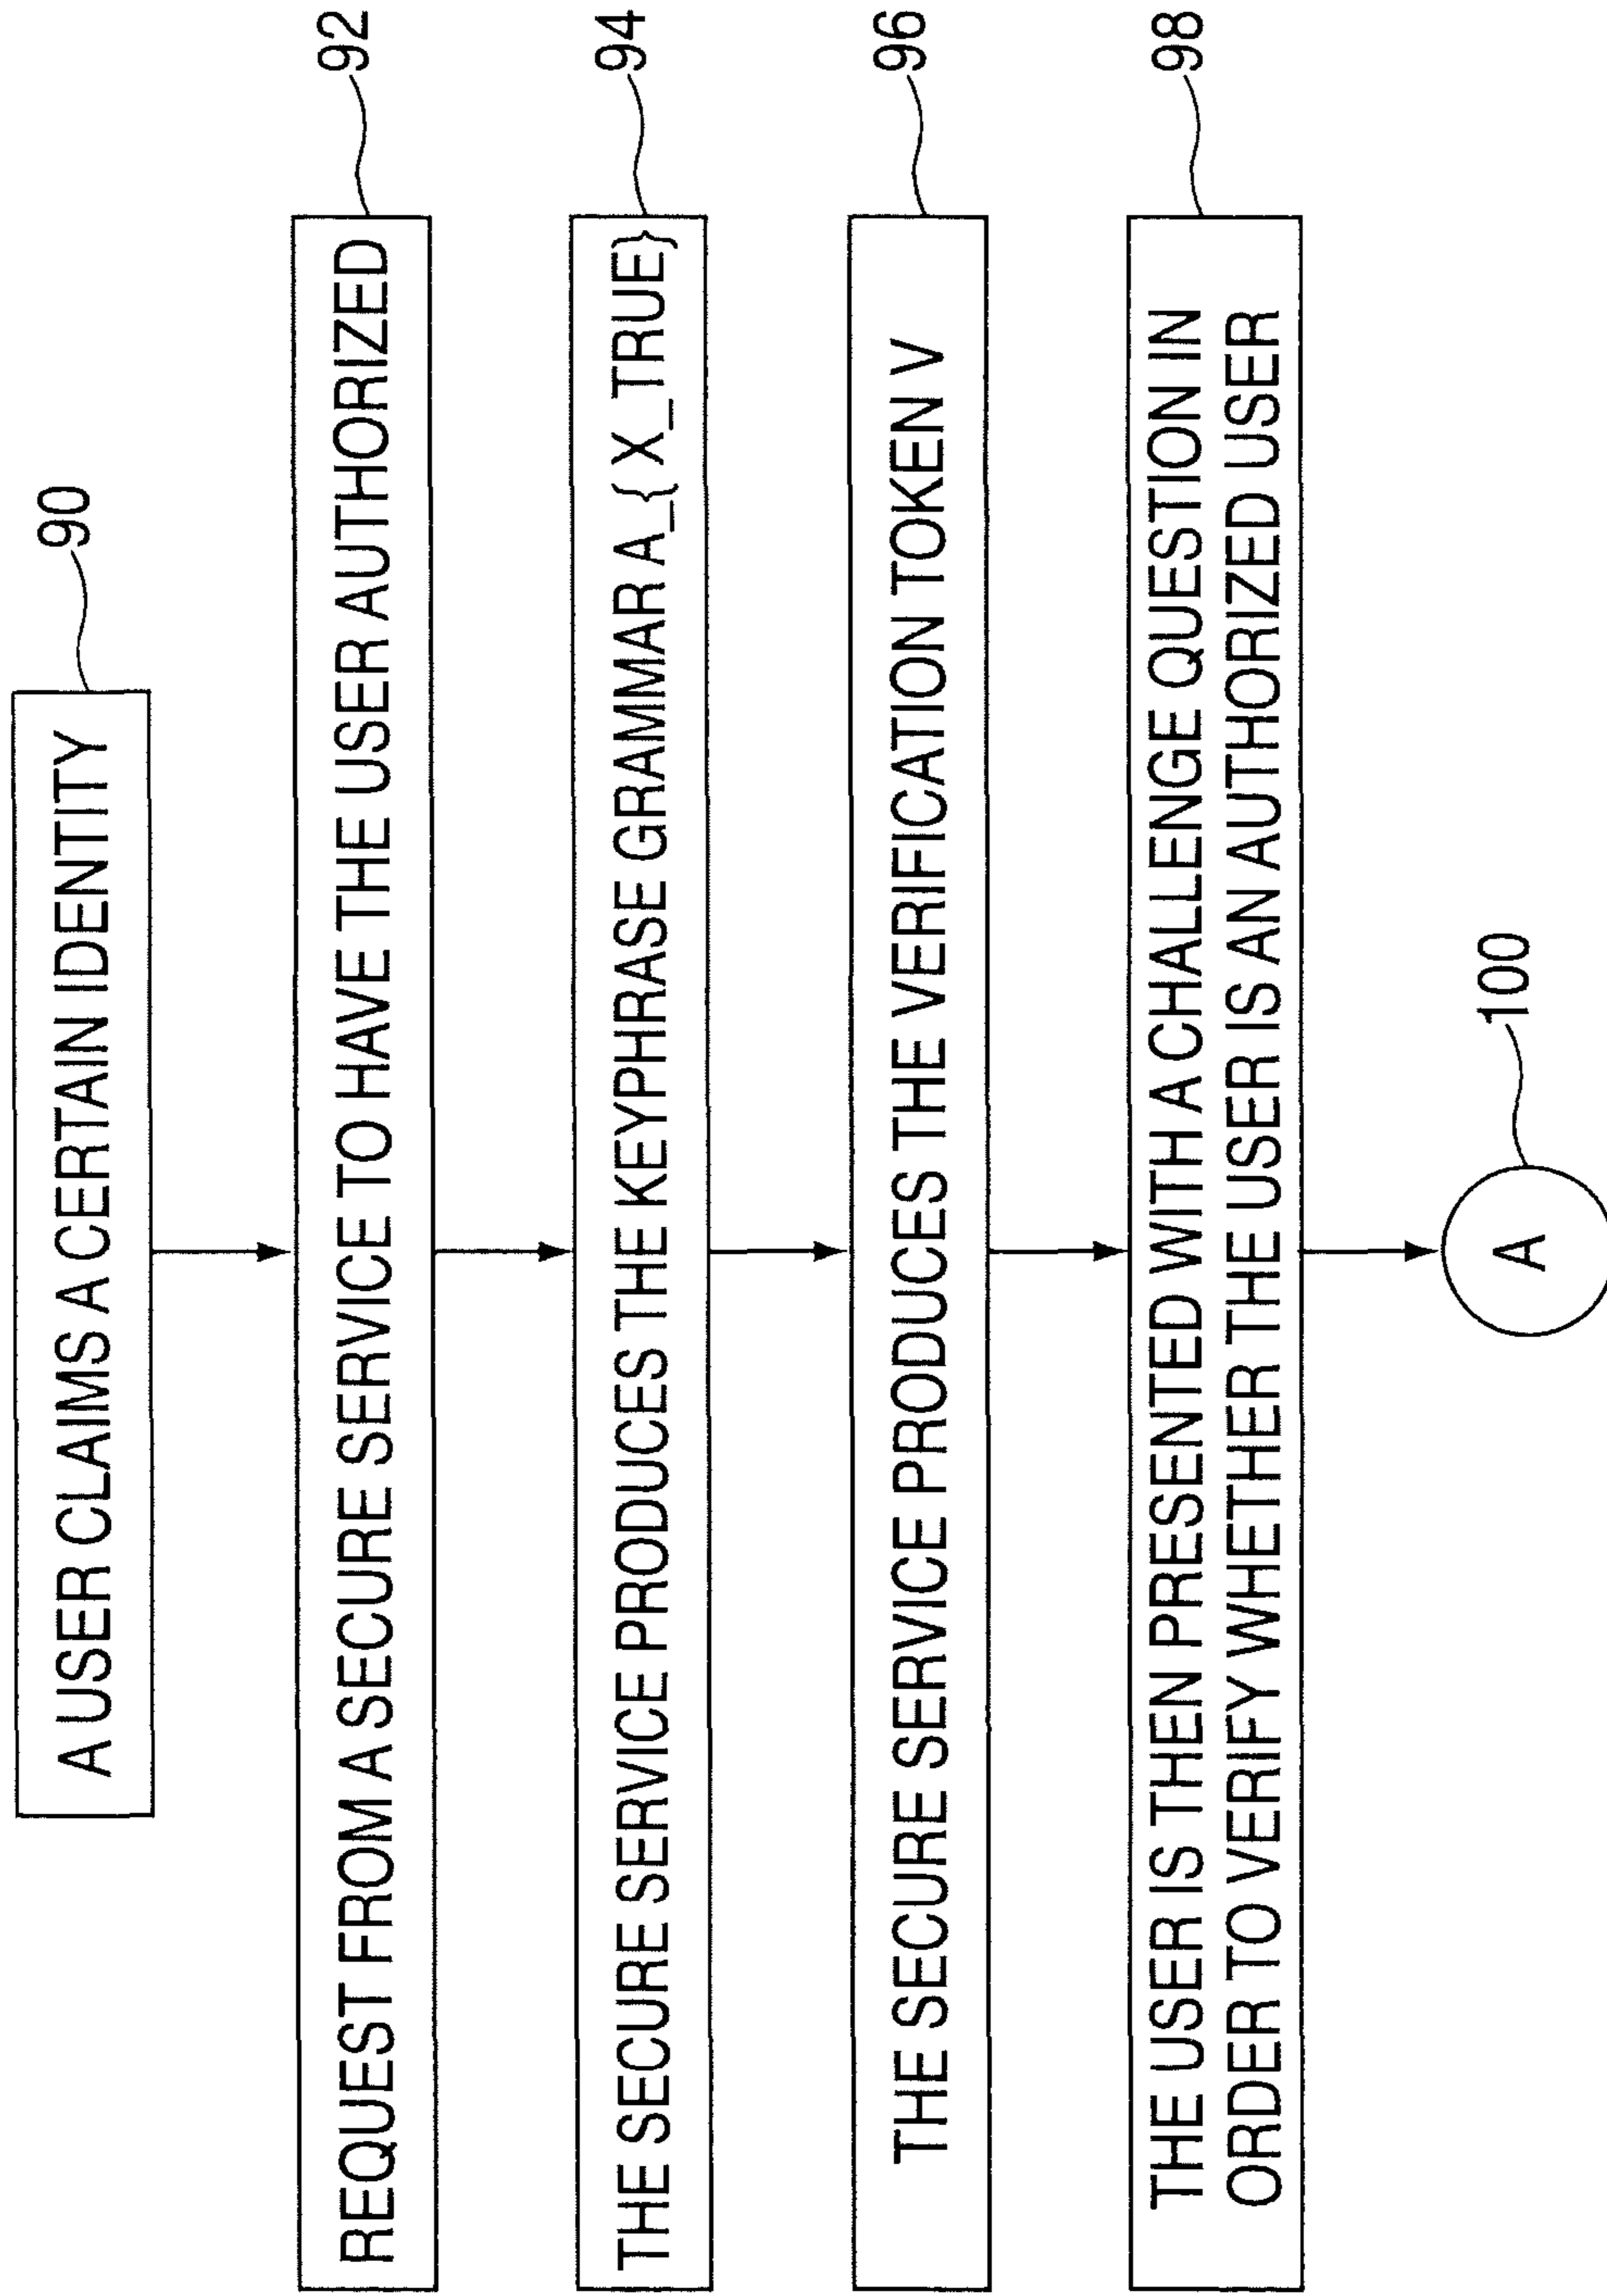 A USER CLAIMS A CERTAIN IDENTITY
90
REQUEST FROM A SECURE SERVICE TO HAVE THE USER AUTHORIZED
92
THE SECURE SERVICE PRODUCES THE KEYPHRASE GRAMMAR A_{ X_TRUE}
94
THE SECURE SERVICE PRODUCES THE VERIFICATION TOKEN V
96
THE USER IS THEN PRESENTED WITH A CHALLENGE QUESTION IN
ORDER TO VERIFY WHETHER THE USER IS AN AUTHORIZED USER
98
A
100